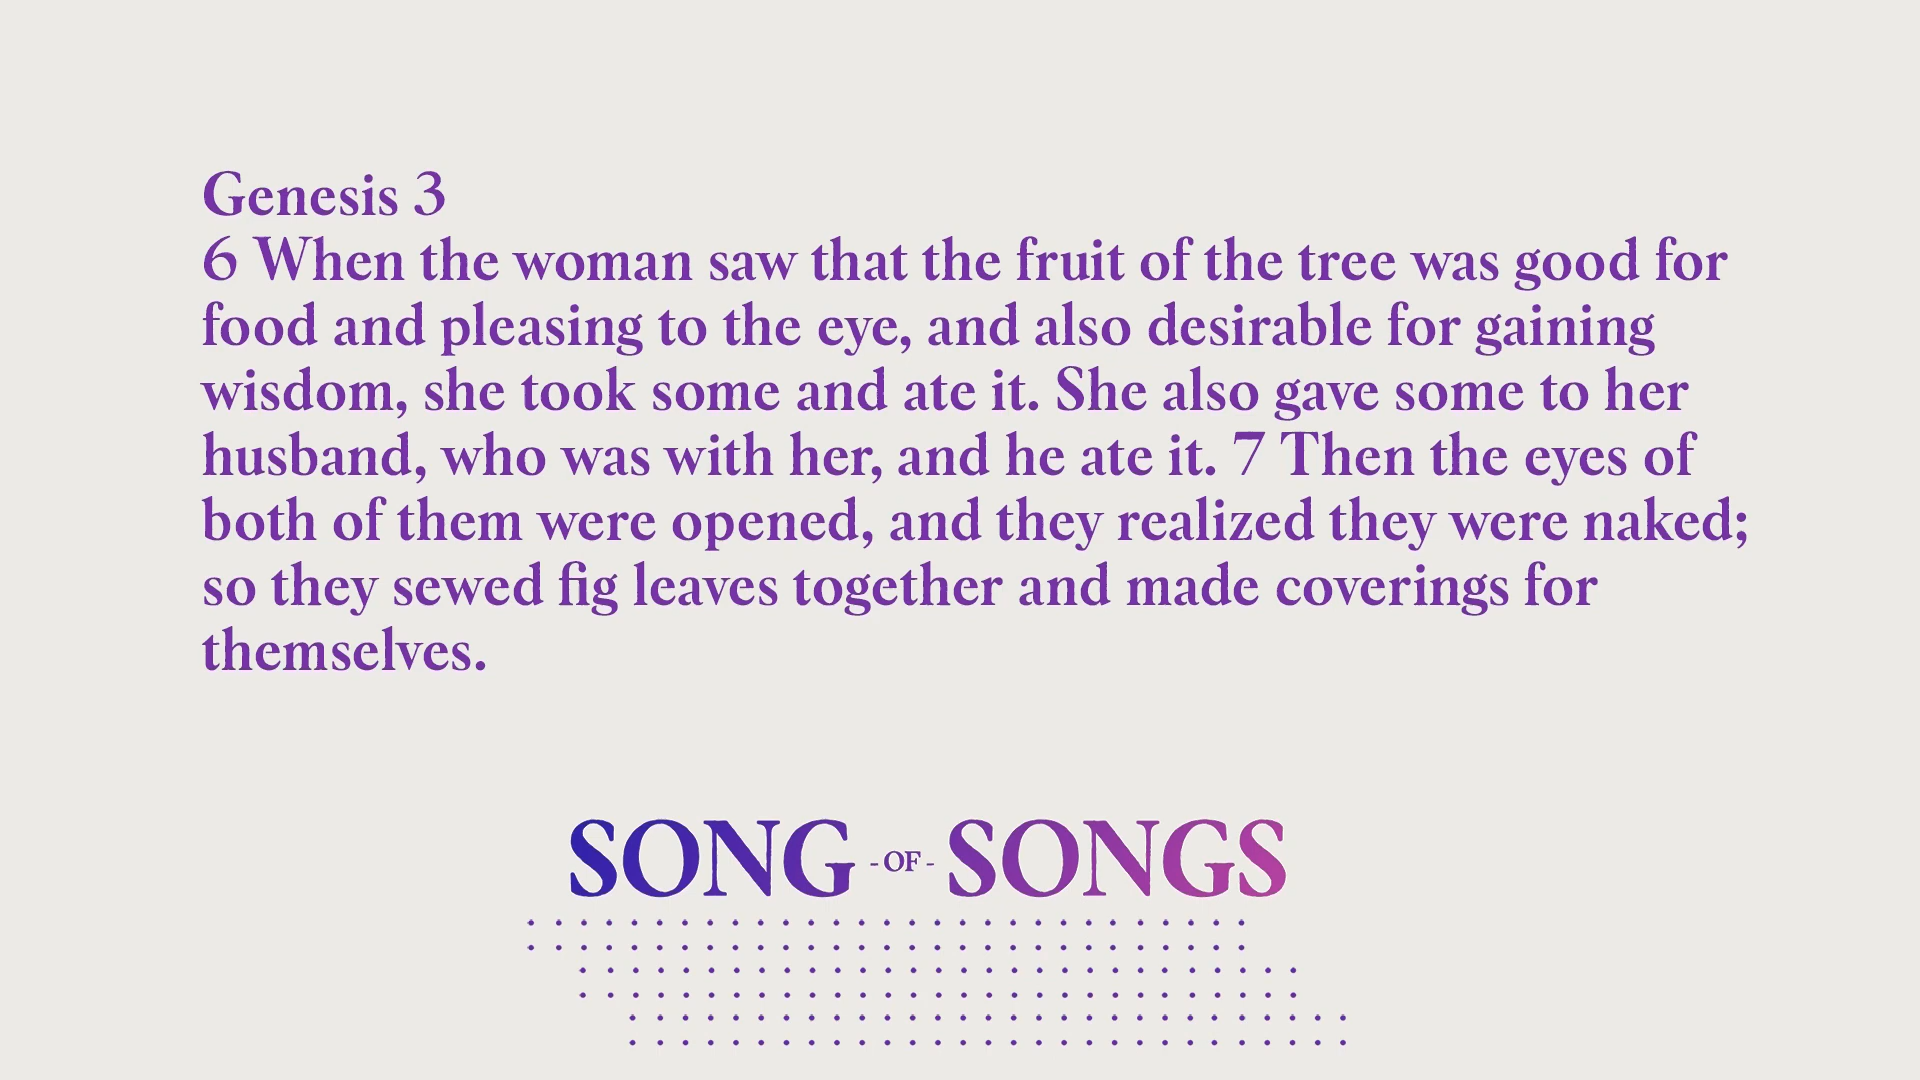 Genesis 3
6 When the woman saw that the fruit of the tree was good for
food and pleasing to the eye, and also desirable for gaining
wisdom, she took some and ate it. She also gave some to her
husband, who was with her, and he ate it. 7 Then the eyes of
both of them were opened, and they realized they were naked;
so they sewed fig leaves together and made coverings for
themselves.
SONG -OF- SONGS